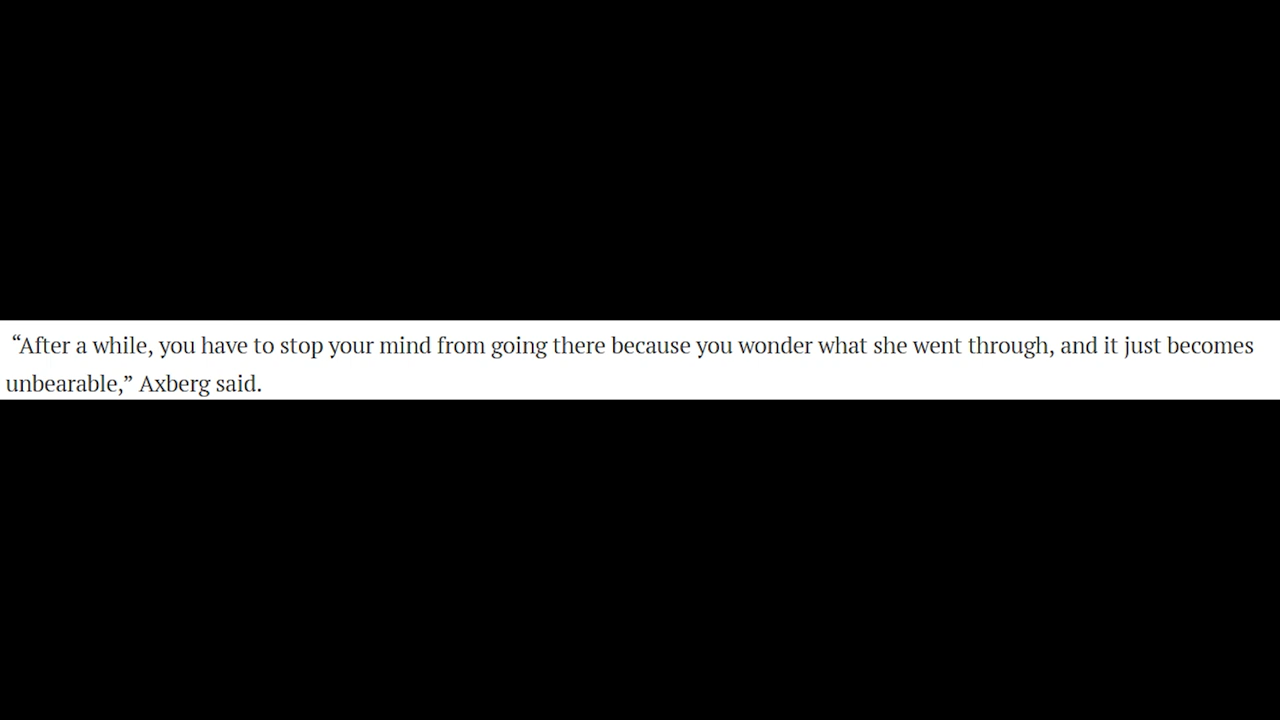 “After a while, you have to stop your mind from going there because you wonder what she went through, and it just becomes
unbearable,” Axberg said.